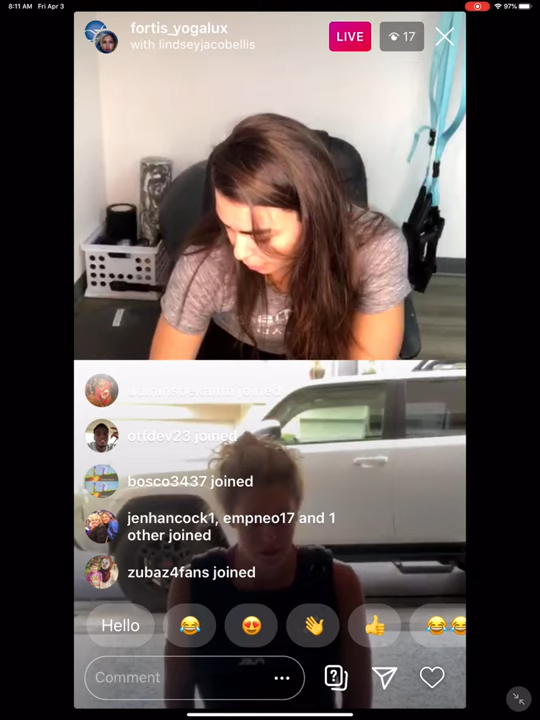 8:11 AM Fri Apr 3
97%
fortis_yogalux
with lindseyjacobellis
LIVE
17
joined
ottdev23 joined
bosco3437 joined
jenhancock1, empneo17 and 1
other joined
zubaz4fans joined
Hello
Comment